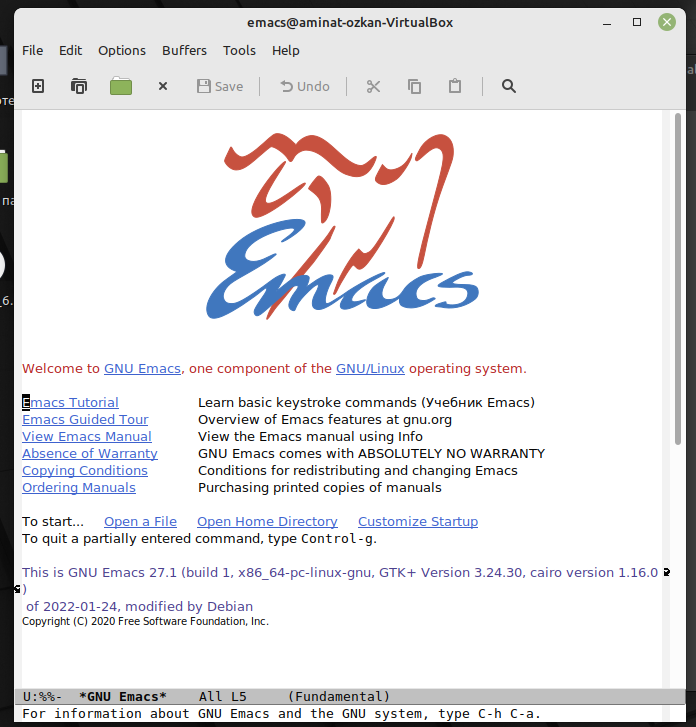 emacs@aminat-ozkan-VirtualBox
File Edit Options Buffers Tools Help
Save Undo
Emacs
Welcome to GNU Emacs, one component of the GNU/Linux operating system.
Emacs Tutorial Learn basic keystroke commands (Учебник Emacs)
Emacs Guided Tour Overview of Emacs features at gnu.org
View Emacs Manual View the Emacs manual using Info
Absence of Warranty GNU Emacs comes with ABSOLUTELY NO WARRANTY
Copying Conditions Conditions for redistributing and changing Emacs
Ordering Manuals Purchasing printed copies of manuals
To start... Open a File Open Home Directory Customize Startup
To quit a partially entered command, type Control-g.
This is GNU Emacs 27.1 (build 1, x86_64-pc-linux-gnu, GTK+ Version 3.24.30, cairo version 1.16.0
)
of 2022-01-24, modified by Debian
Copyright (C) 2020 Free Software Foundation, Inc.
U:%%- *GNU Emacs* All L5 (Fundamental)
For information about GNU Emacs and the GNU system, type C-h C-a.